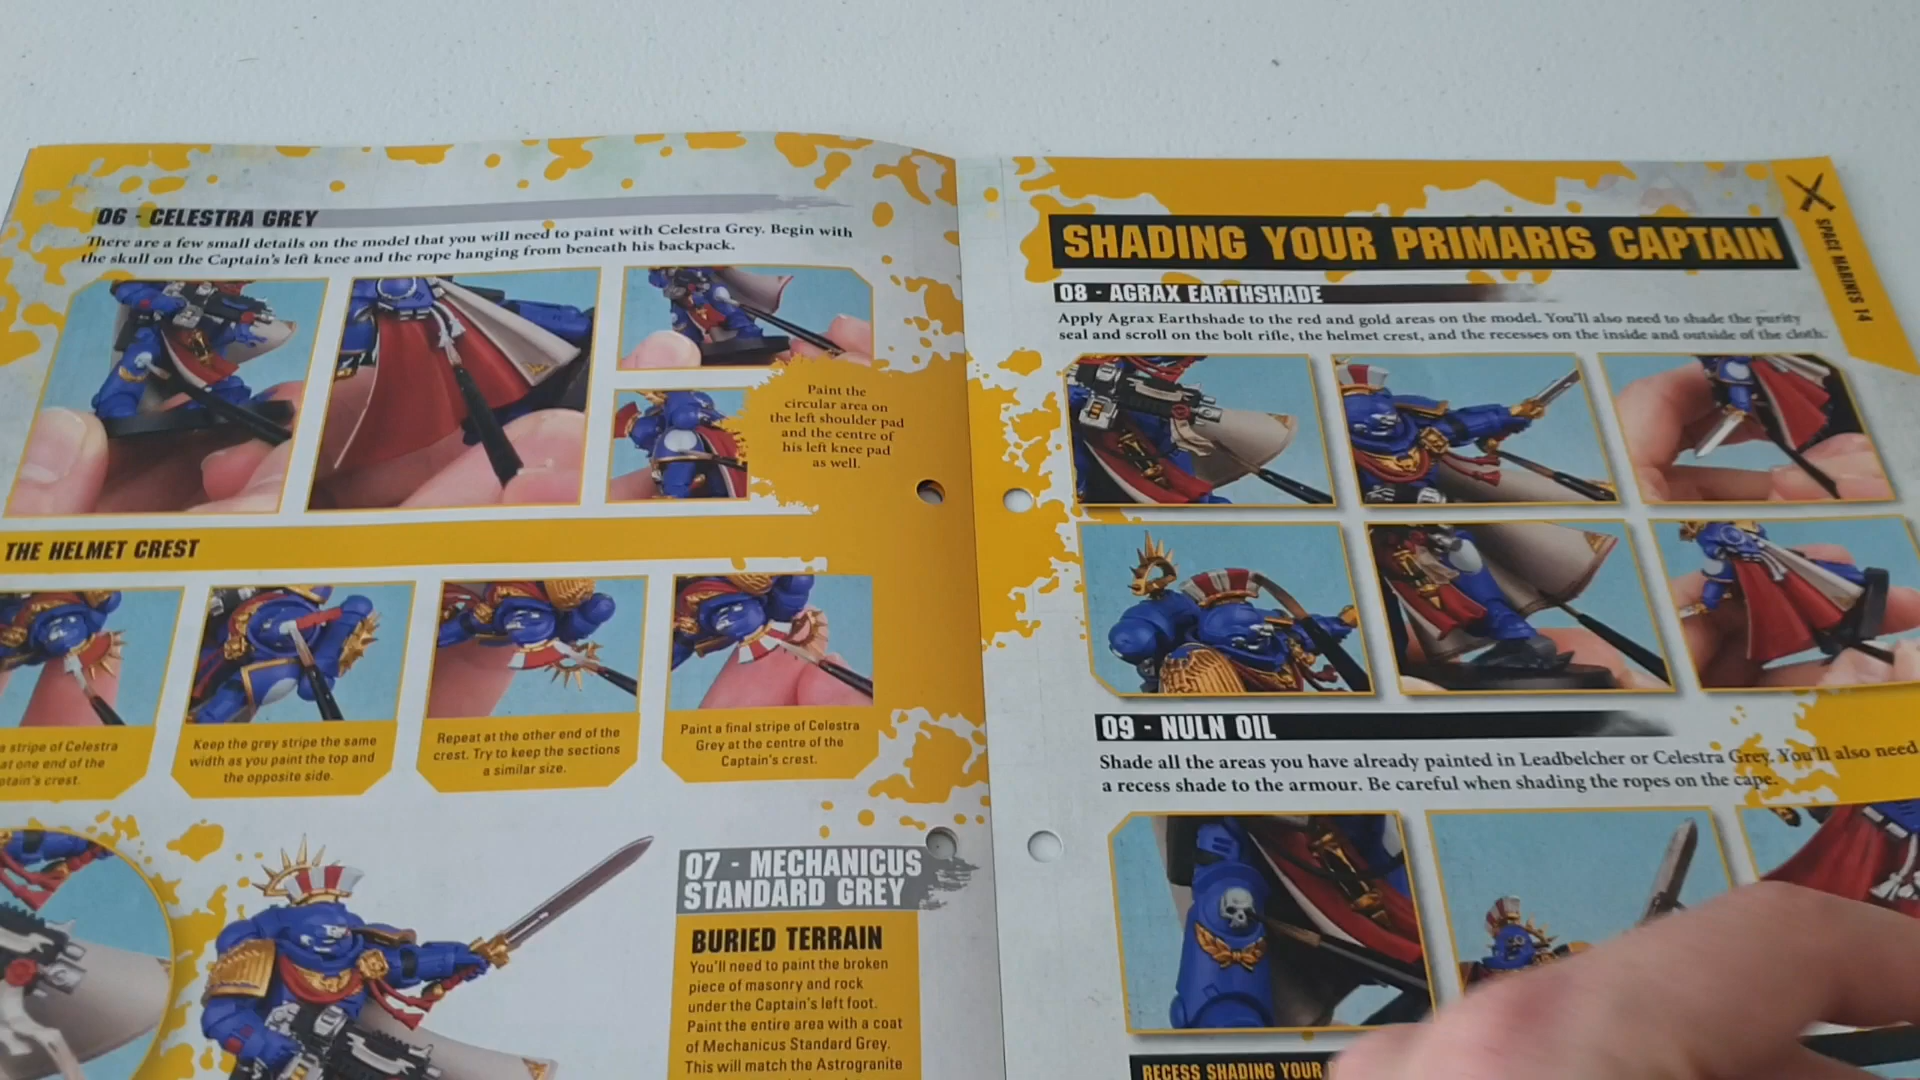 06 - CELESTRA GREY
There are a few small details on the model that you will need to paint with Celestra Grey. Begin with
the skull on the Captain's left knee and the rope hanging from beneath his backpack.
Paint the
circular area on
the left shoulder pad
and the centre of
his left knee pad
as well.
THE HELMET CREST
a stripe of Celestra
at one end of the
ptain's crest.
Keep the grey stripe the same
width as you paint the top and
the opposite side.
Repeat at the other end of the
crest. Try to keep the sections
a similar size.
Paint a final stripe of Celestra
Grey at the centre of the
Captain's crest.
07 - MECHANICUS
STANDARD GREY
BURIED TERRAIN
You'll need to paint the broken
piece of masonry and rock
under the Captain's left foot.
Paint the entire area with a coat
of Mechanicus Standard Grey.
This will match the Astrogranite
SHADING YOUR PRIMARIS CAPTAIN
SPACE MARINES 14
08 - AGRAX EARTHSHADE
Apply Agrax Earthshade to the red and gold areas on the model. You'll also need to shade the purity
seal and scroll on the bolt rifle, the helmet crest, and the recesses on the inside and outside of the cloth.
09 - NULN OIL
Shade all the areas you have already painted in Leadbelcher or Celestra Grey. You'll also need
a recess shade to the armour. Be careful when shading the ropes on the cape.
RECESS SHADING YOUR